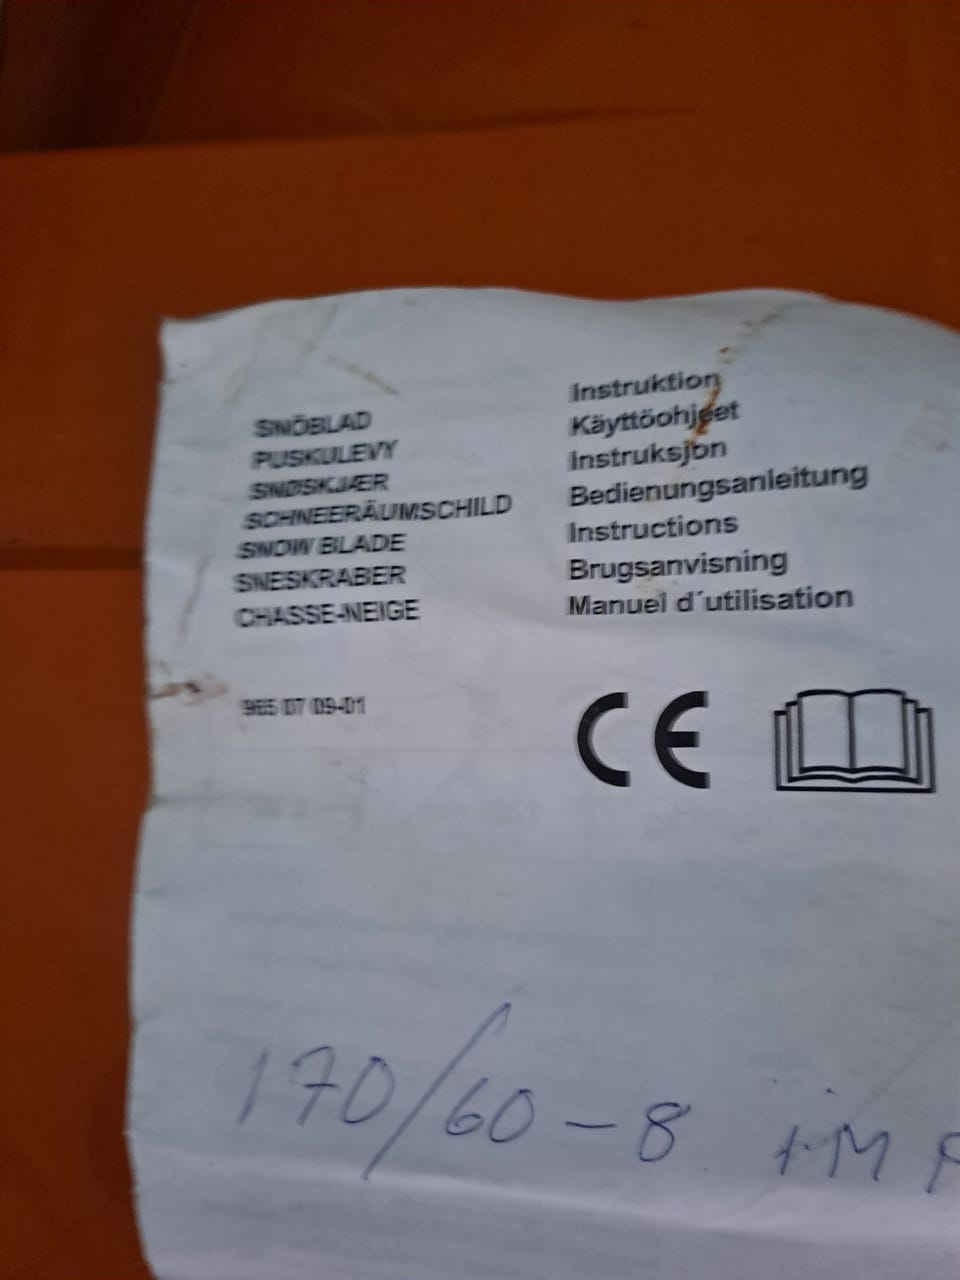 SNÖBLAD
PUSKULEVY
SNØSKJÆR
SCHNEERÄUMSCHILD
SNOW BLADE
SNESKRABER
CHASSE-NEIGE
965 07 09-01
Instruktion
Käyttöohjeet
Instruksjon
Bedienungsanleitung
Instructions
Brugsanvisning
Manuel d´utilisation
CE
170/60-8